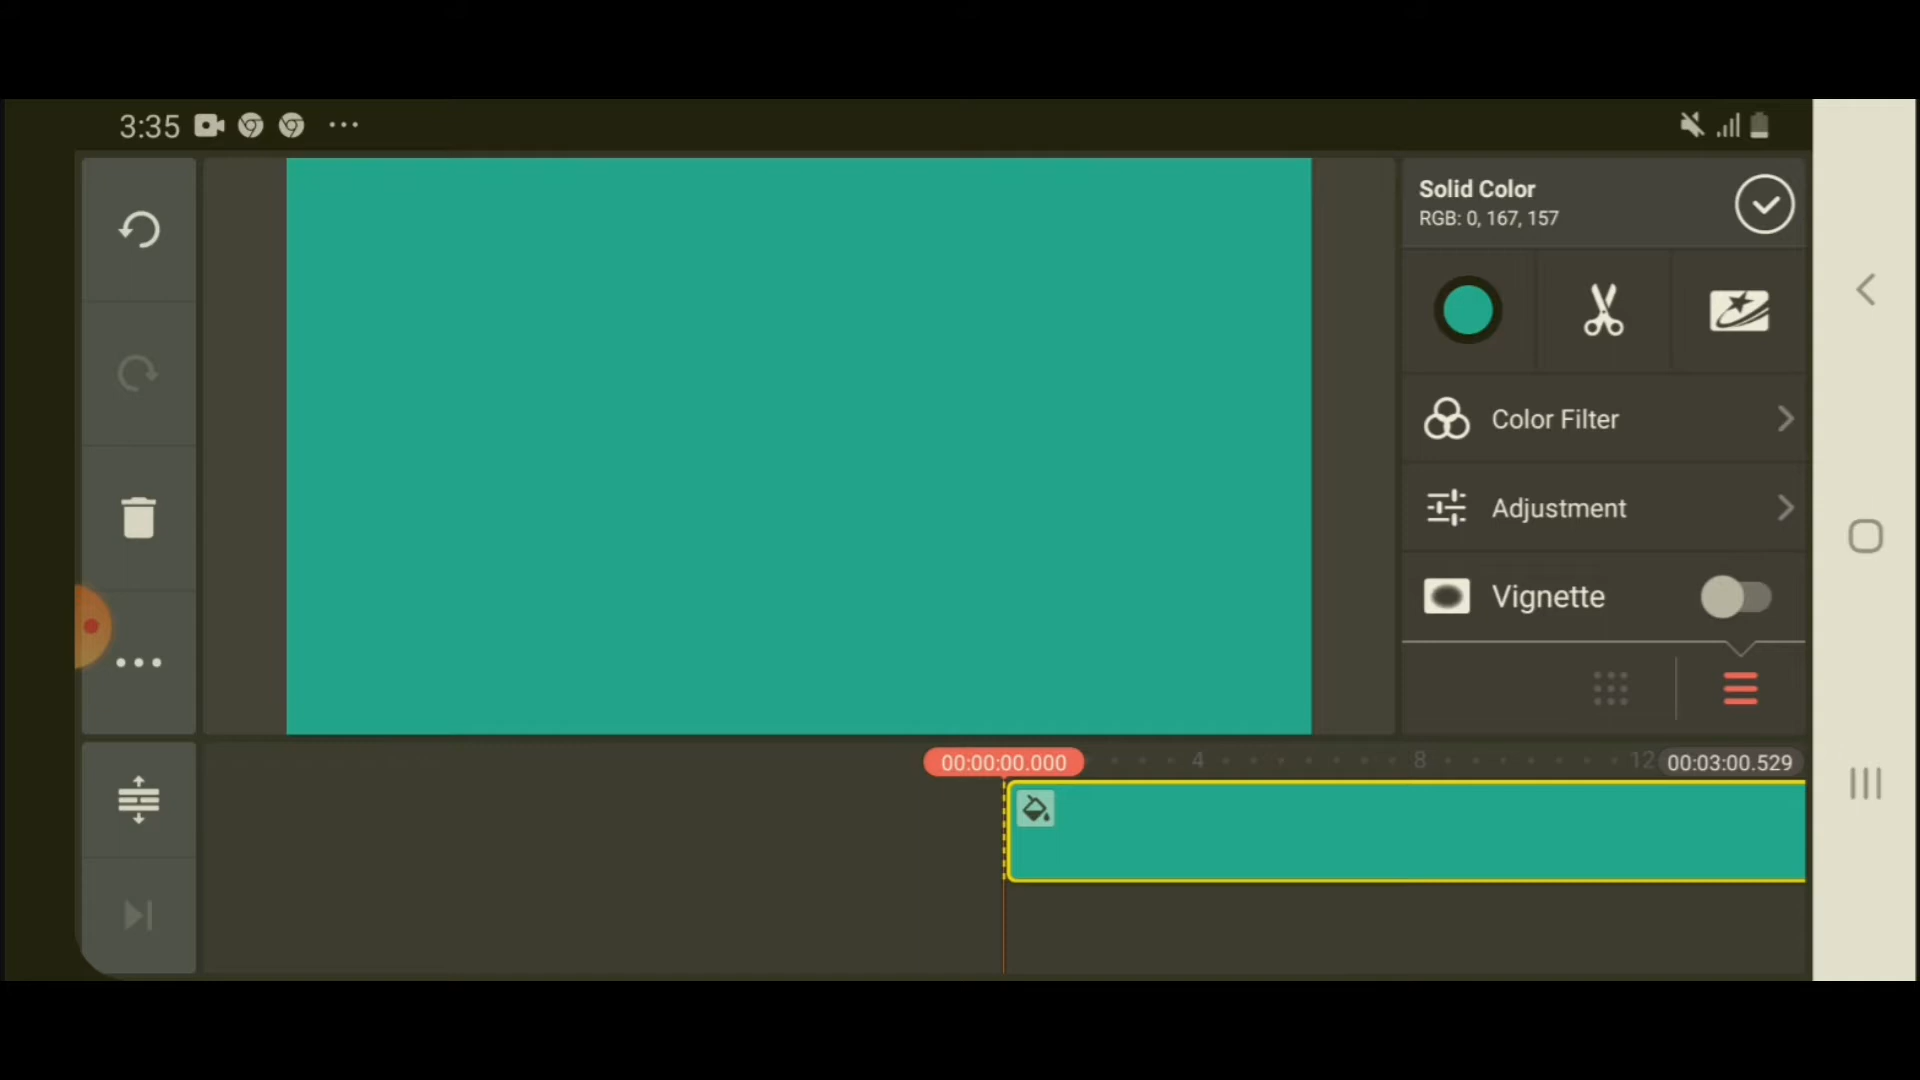 3:35
Solid Color
RGB: 0, 167, 157
Color Filter
Adjustment
Vignette
00:00:00.000
4
8
12
00:03:00.529